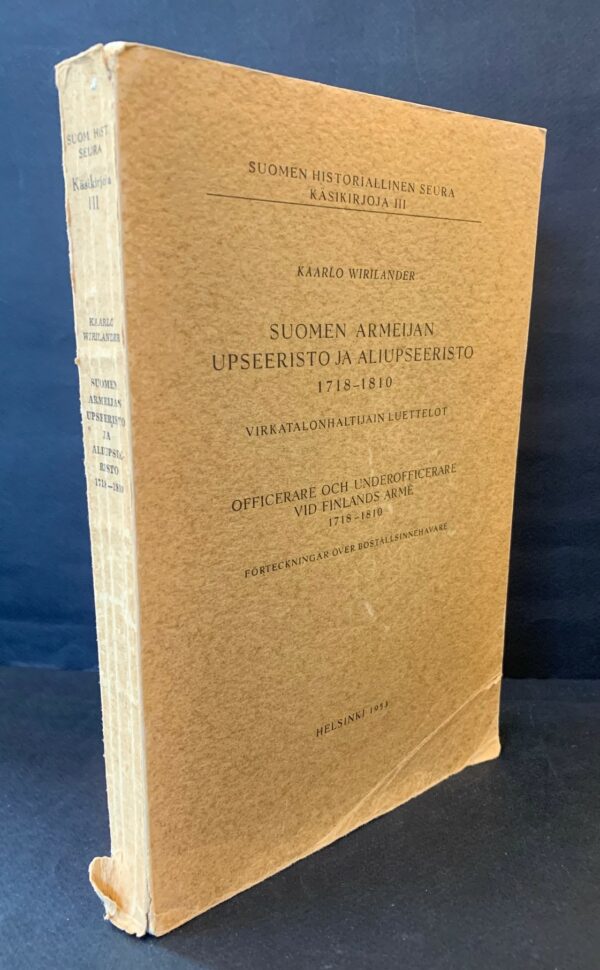 SUOM. HIST.
SEURA
Käsikirjoja
III
KAARLO
WIRILANDER
SUOMEN
ARMEIJAN
UPSEERISTO
JA
ALIUPSEE-
RISTO
1718—1810
SUOMEN HISTORIALLINEN SEURA
KÄSIKIRJOJA III
KAARLO WIRILANDER
SUOMEN ARMEIJAN
UPSEERISTO JA ALIUPSEERISTO
1718–1810
VIRKATALONHALTIJAIN LUETTELOT
OFFICERARE OCH UNDEROFFICERARE
VID FINLANDS ARMÉ
1718–1810
FÖRTECKNINGAR ÖVER BOSTÄLLSINNEHAVARE
HELSINKI 1953